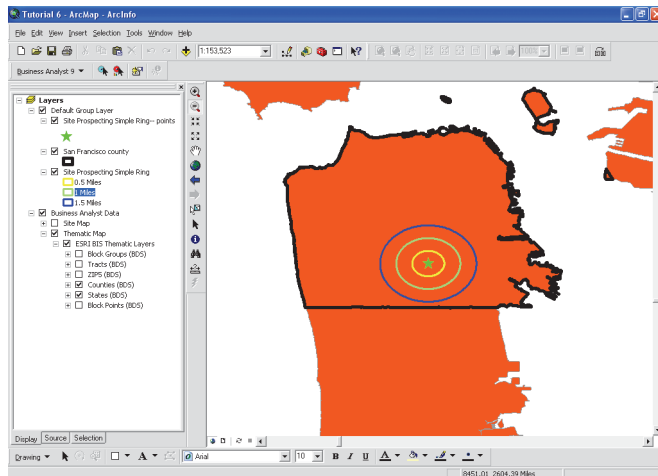 Tutorial 6 - ArcMap - ArcInfo
File Edit View Insert Selection Tools Window Help
1:153,523
100%
Business Analyst 9
Layers
Default Group Layer
Site Prospecting Simple Ring-- points
San Francisco county
Site Prospecting Simple Ring
0.5 Miles
1 Miles
1.5 Miles
Business Analyst Data
Site Map
Thematic Map
ESRI BIS Thematic Layers
Block Groups (BDS)
Tracts (BDS)
ZIPS (BDS)
Counties (BDS)
States (BDS)
Block Points (BDS)
Display Source Selection
Drawing A Arial 10 B I U A
8451.01 2604.39 Miles